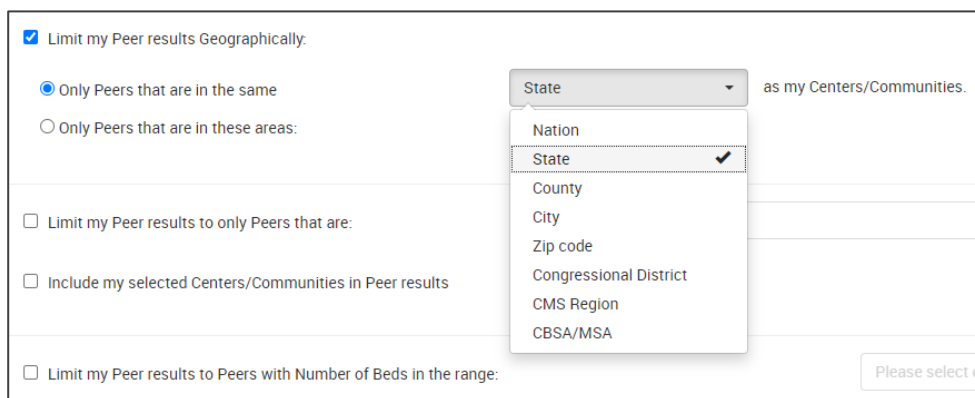 Limit my Peer results Geographically:
Only Peers that are in the same State as my Centers/Communities.
Only Peers that are in these areas:
Nation
State
County
City
Zip code
Congressional District
CMS Region
CBSA/MSA
Limit my Peer results to only Peers that are:
Include my selected Centers/Communities in Peer results
Limit my Peer results to Peers with Number of Beds in the range: Please select